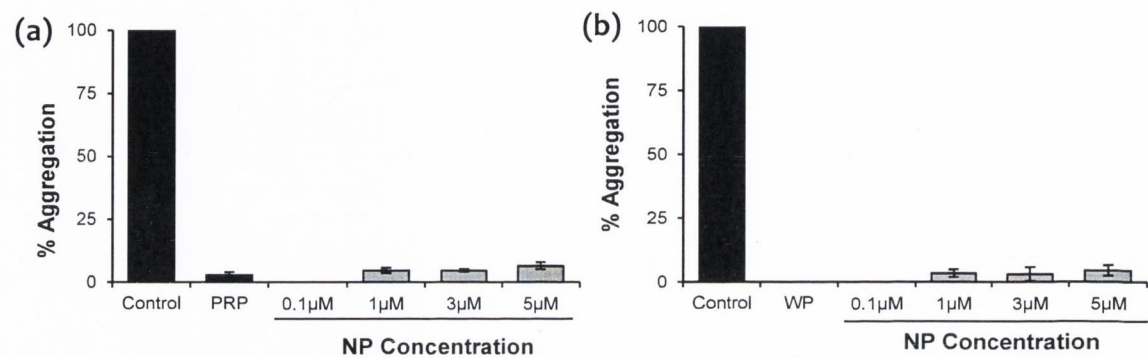 (a)
% Aggregation
100
75
50
25
0
Control PRP 0.1µM 1µM 3µM 5µM
NP Concentration
(b)
% Aggregation
100
75
50
25
0
Control WP 0.1µM 1µM 3µM 5µM
NP Concentration